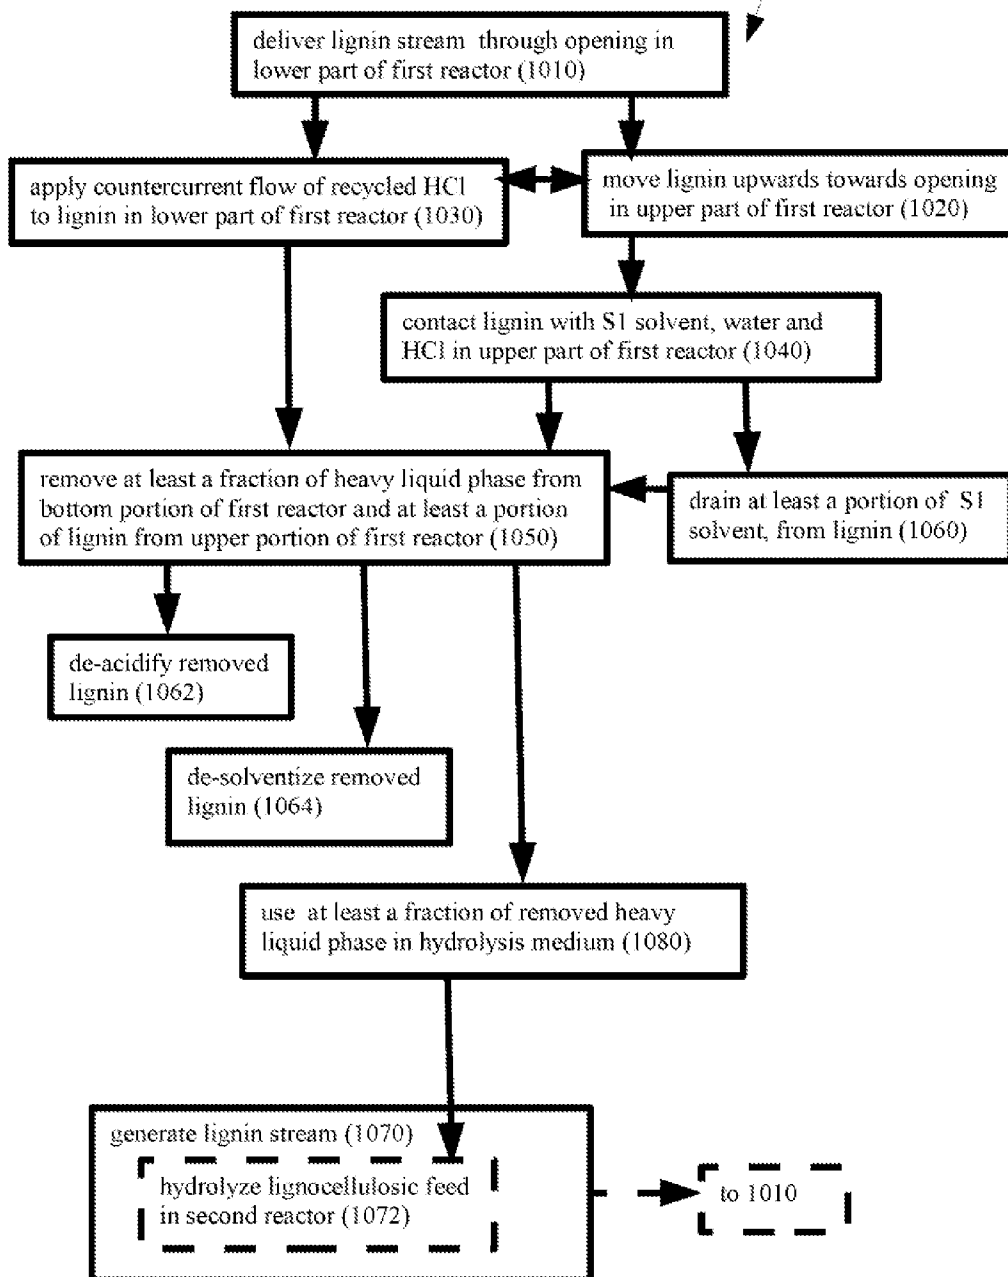 deliver lignin stream through opening in
lower part of first reactor (1010)
apply countercurrent flow of recycled HCl
to lignin in lower part of first reactor (1030)
move lignin upwards towards opening
in upper part of first reactor (1020)
contact lignin with S1 solvent, water and
HCl in upper part of first reactor (1040)
remove at least a fraction of heavy liquid phase from
bottom portion of first reactor and at least a portion
of lignin from upper portion of first reactor (1050)
drain at least a portion of S1
solvent, from lignin (1060)
de-acidify removed
lignin (1062)
de-solventize removed
lignin (1064)
use at least a fraction of removed heavy
liquid phase in hydrolysis medium (1080)
generate lignin stream (1070)
hydrolyze lignocellulosic feed
in second reactor (1072)
to 1010